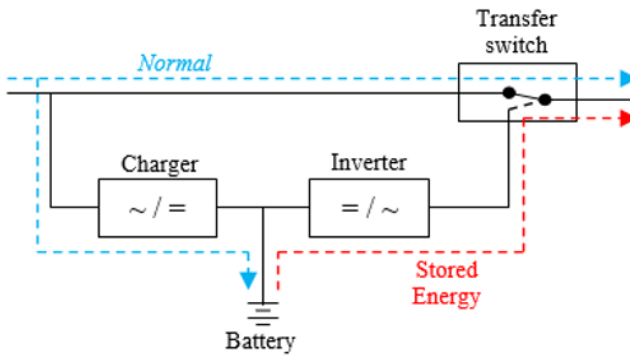 Transfer
switch
Normal
Charger
Inverter
~ / =
= / ~
Stored
Energy
Battery